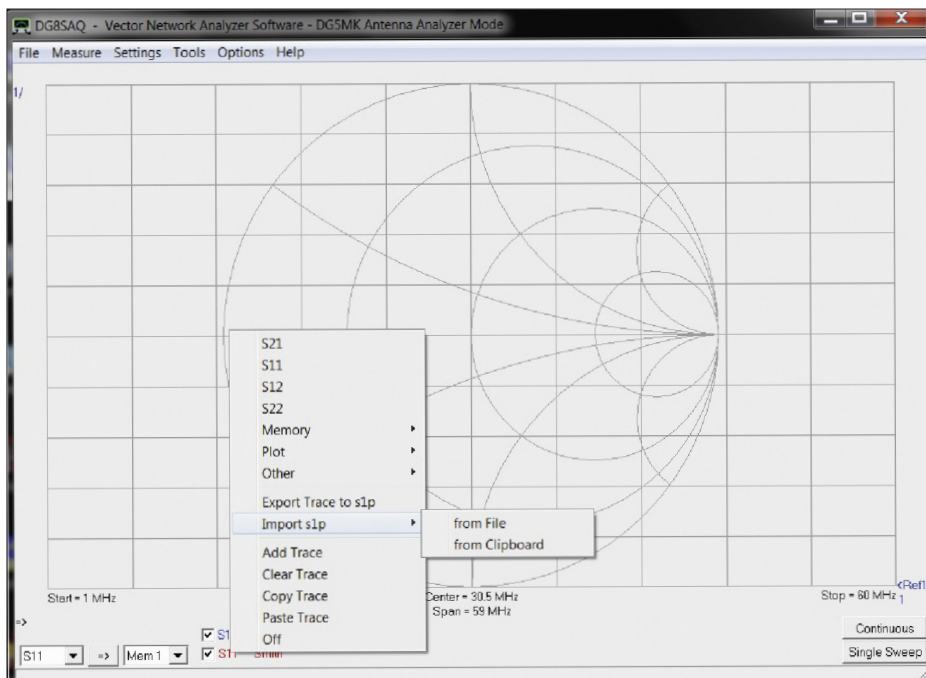 DG8SAQ - Vector Network Analyzer Software - DG5MK Antenna Analyzer Mode
File Measure Settings Tools Options Help
1/
S21
S11
S12
S22
Memory
Plot
Other
Export Trace to s1p
Import s1p
from File
from Clipboard
Add Trace
Clear Trace
Copy Trace
Paste Trace
Off
<Ref1
Start = 1 MHz
Center = 30.5 MHz
Stop = 60 MHz
1
Span = 59 MHz
=>
Continuous
S11 => Mem 1
Single Sweep